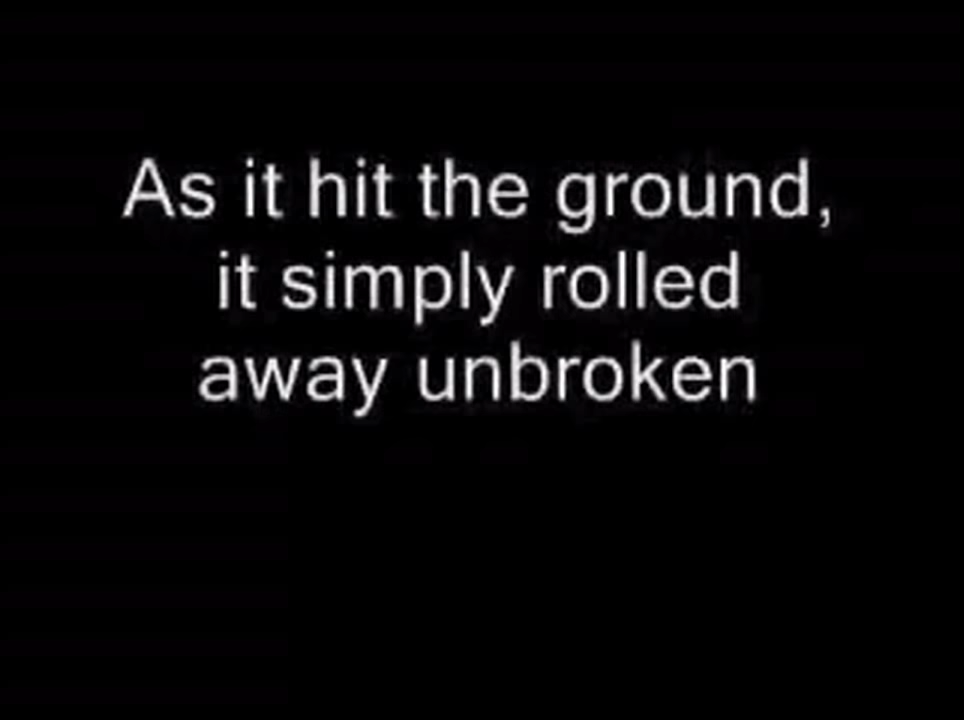 As it hit the ground,
it simply rolled
away unbroken